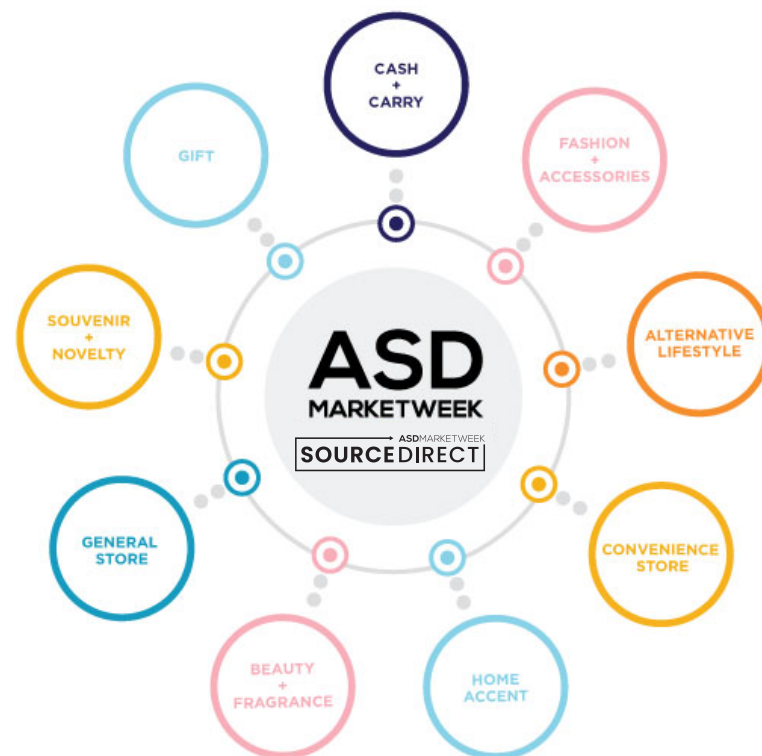 CASH
+
CARRY
FASHION
+
ACCESSORIES
ALTERNATIVE
LIFESTYLE
CONVENIENCE
STORE
HOME
ACCENT
BEAUTY
+
FRAGRANCE
GENERAL
STORE
SOUVENIR
+
NOVELTY
GIFT
ASD
MARKETWEEK
ASDMARKETWEEK
SOURCEDIRECT